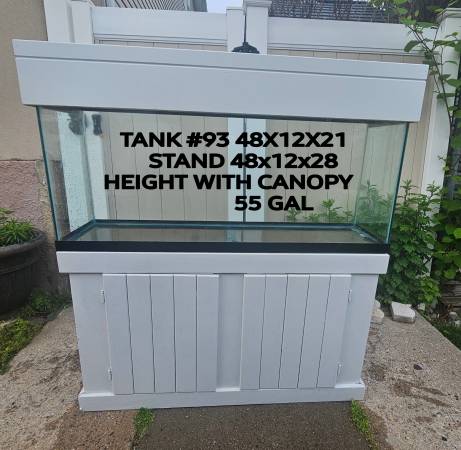 TANK #93 48X12X21
STAND 48x12x28
HEIGHT WITH CANOPY
55 GAL